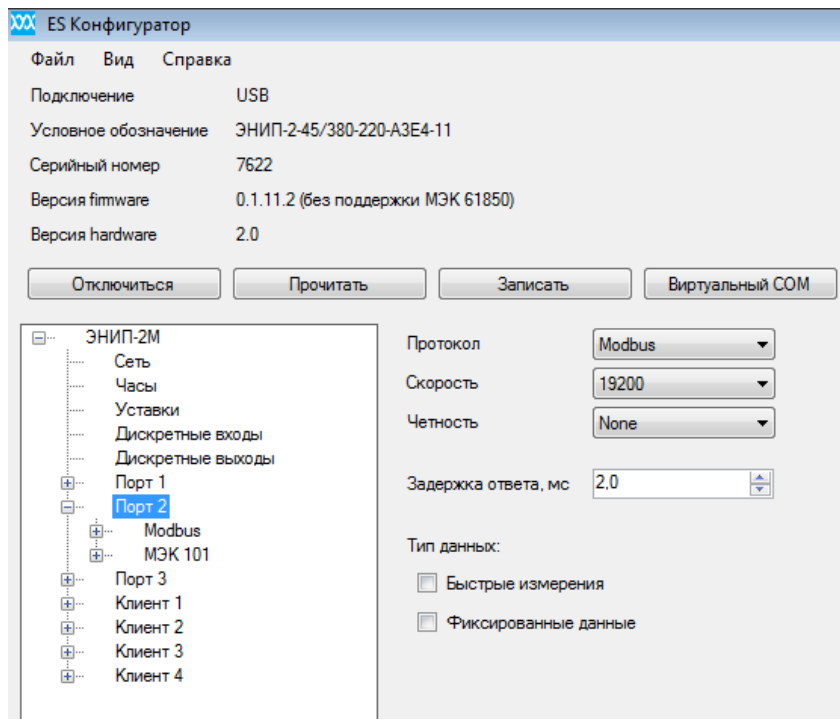 ES Конфигуратор
Файл Вид Справка
Подключение USB
Условное обозначение ЭНИП-2-45/380-220-А3Е4-11
Серийный номер 7622
Версия firmware 0.1.11.2 (без поддержки МЭК 61850)
Версия hardware 2.0
Отключиться Прочитать Записать Виртуальный COM
ЭНИП-2М
Сеть
Часы
Уставки
Дискретные входы
Дискретные выходы
Порт 1
Порт 2
Modbus
МЭК 101
Порт 3
Клиент 1
Клиент 2
Клиент 3
Клиент 4
Протокол Modbus
Скорость 19200
Четность None
Задержка ответа, мс 2,0
Тип данных:
Быстрые измерения
Фиксированные данные